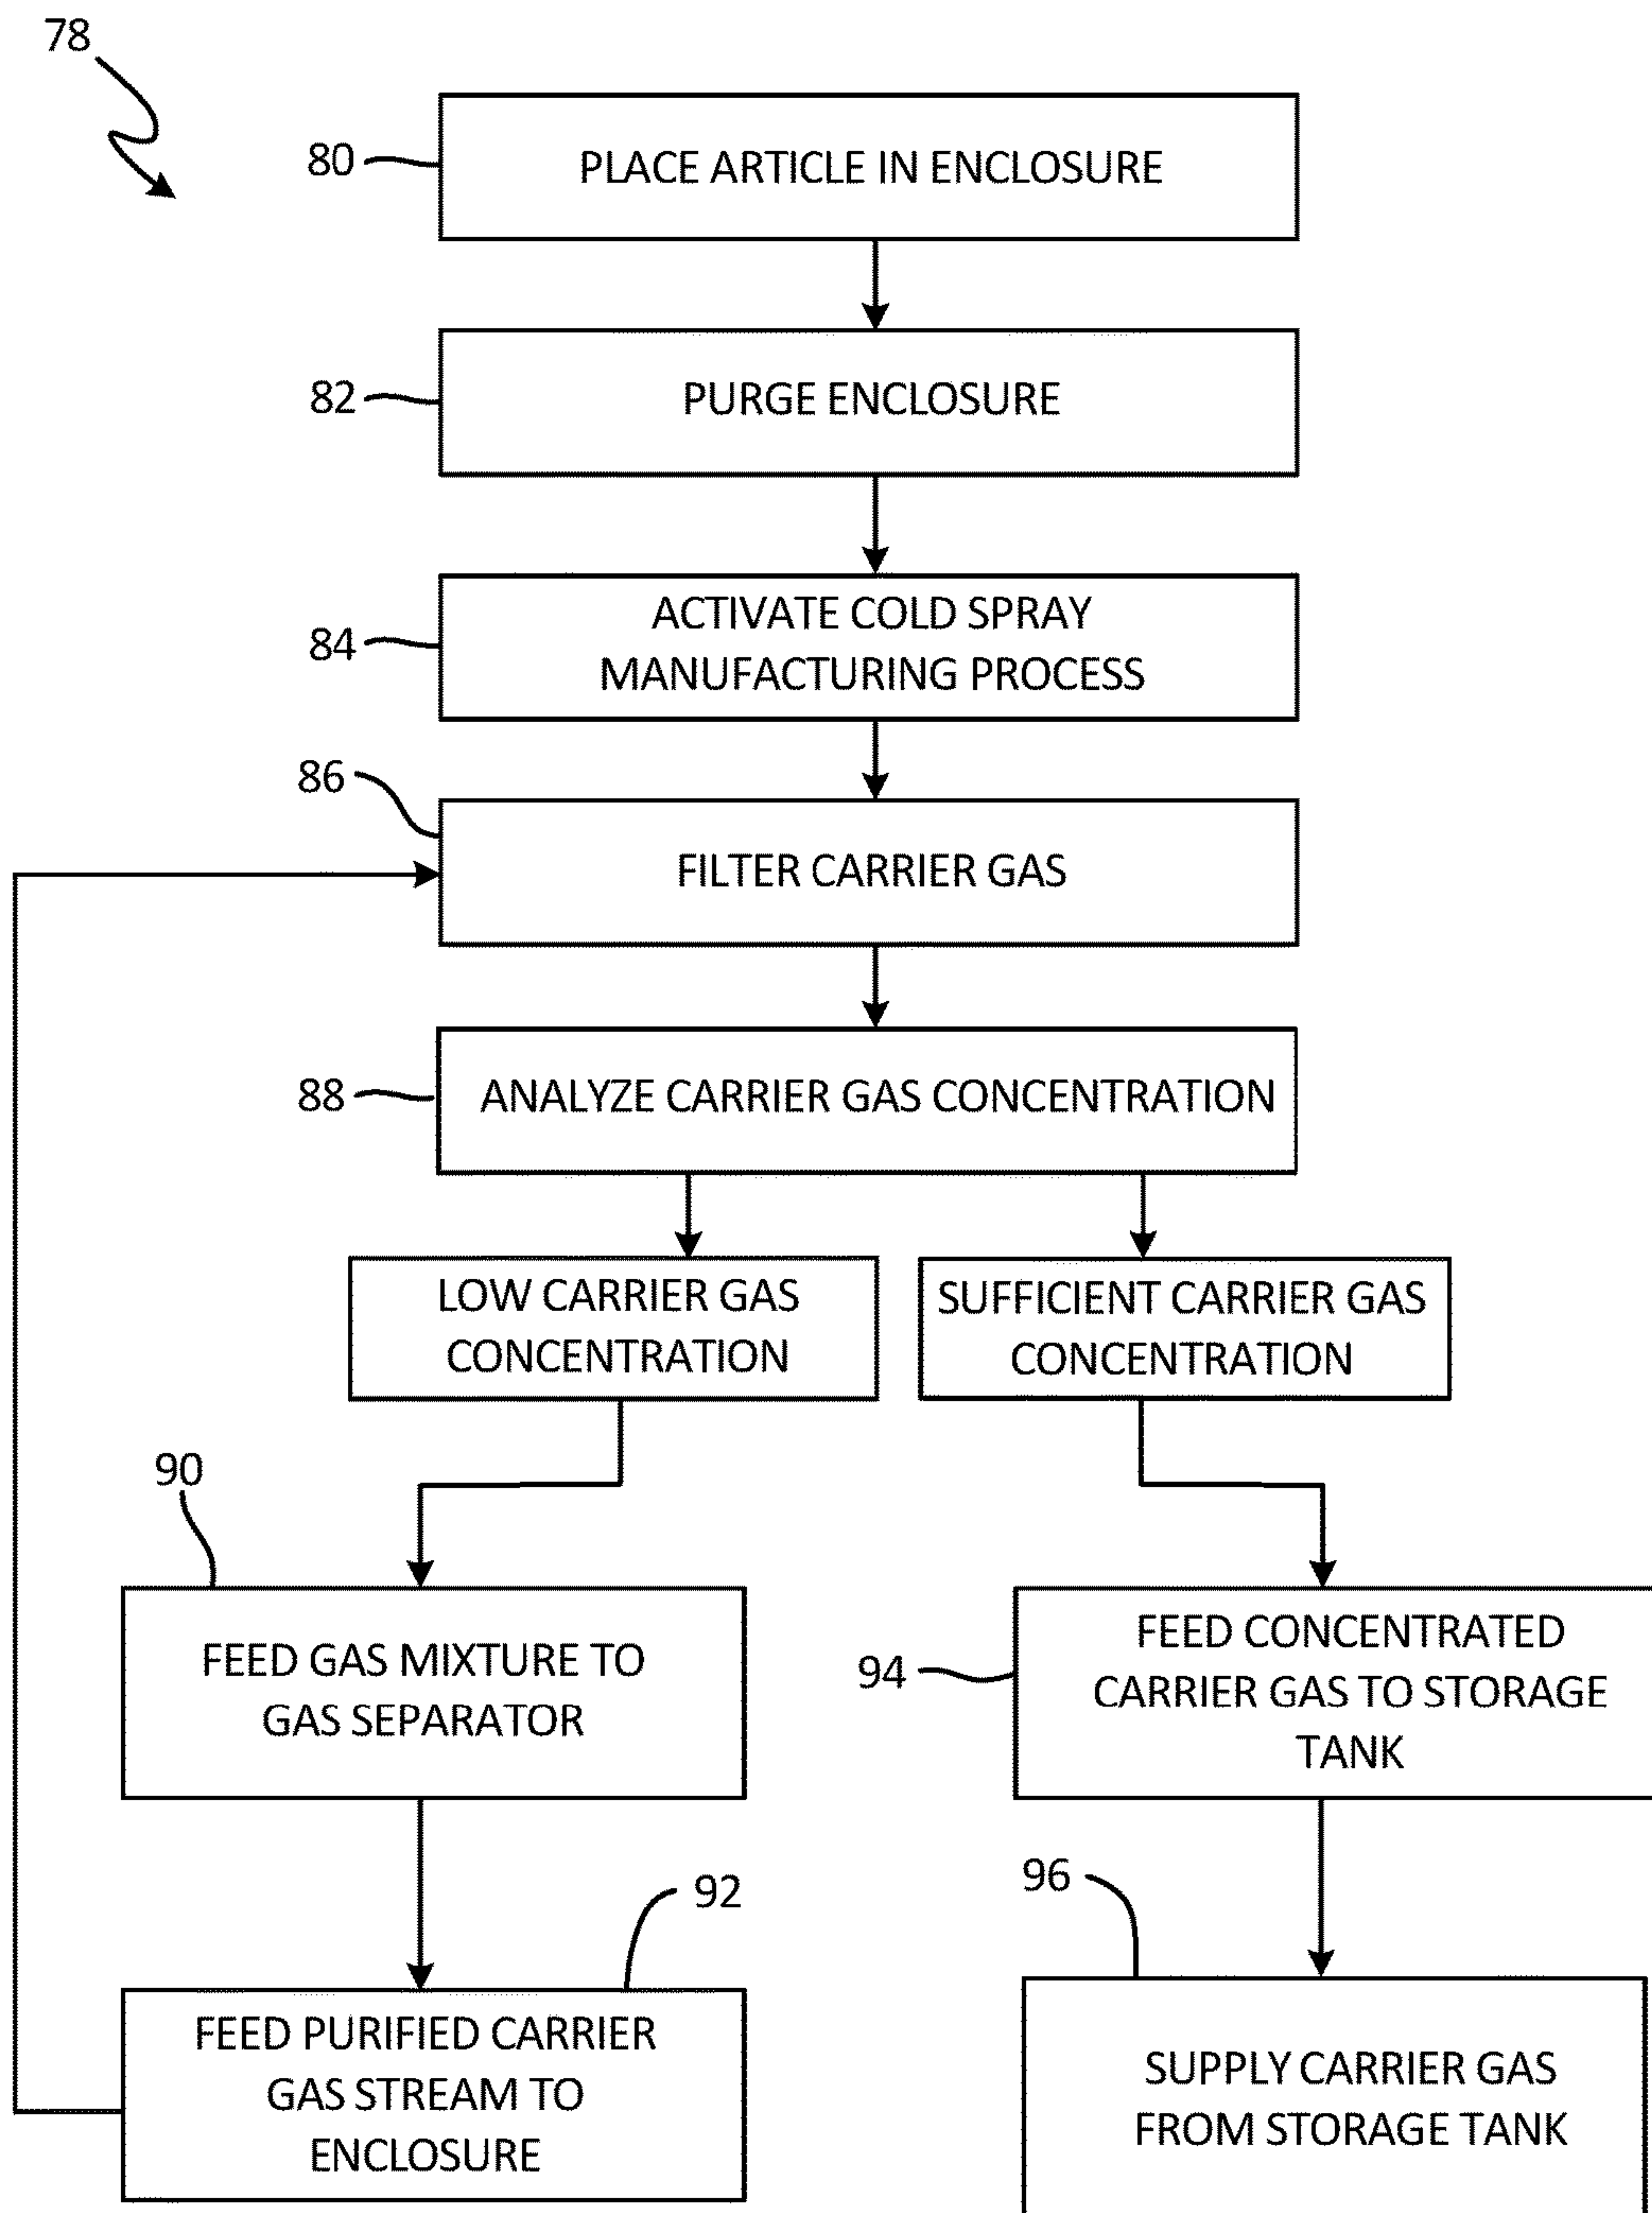 78
80
PLACE ARTICLE IN ENCLOSURE
82
PURGE ENCLOSURE
84
ACTIVATE COLD SPRAY
MANUFACTURING PROCESS
86
FILTER CARRIER GAS
88
ANALYZE CARRIER GAS CONCENTRATION
LOW CARRIER GAS
CONCENTRATION
SUFFICIENT CARRIER GAS
CONCENTRATION
90
FEED GAS MIXTURE TO
GAS SEPARATOR
94
FEED CONCENTRATED
CARRIER GAS TO STORAGE
TANK
92
FEED PURIFIED CARRIER
GAS STREAM TO
ENCLOSURE
96
SUPPLY CARRIER GAS
FROM STORAGE TANK